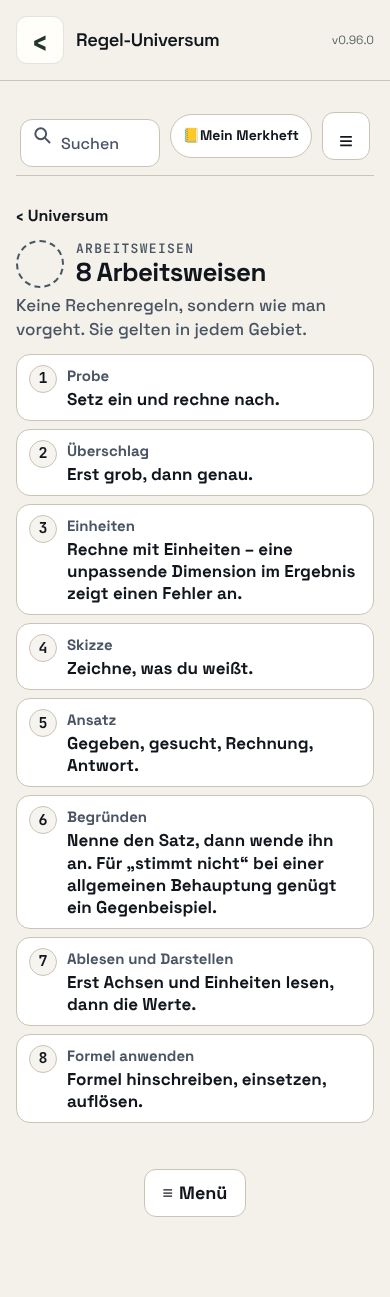 < Regel-Universum v0.96.0
Suchen 📒Mein Merkheft ≡
< Universum
ARBEITSWEISEN
8 Arbeitsweisen
Keine Rechenregeln, sondern wie man
vorgeht. Sie gelten in jedem Gebiet.
1 Probe
Setz ein und rechne nach.
2 Überschlag
Erst grob, dann genau.
3 Einheiten
Rechne mit Einheiten – eine
unpassende Dimension im Ergebnis
zeigt einen Fehler an.
4 Skizze
Zeichne, was du weißt.
5 Ansatz
Gegeben, gesucht, Rechnung,
Antwort.
6 Begründen
Nenne den Satz, dann wende ihn
an. Für „stimmt nicht“ bei einer
allgemeinen Behauptung genügt
ein Gegenbeispiel.
7 Ablesen und Darstellen
Erst Achsen und Einheiten lesen,
dann die Werte.
8 Formel anwenden
Formel hinschreiben, einsetzen,
auflösen.
≡ Menü